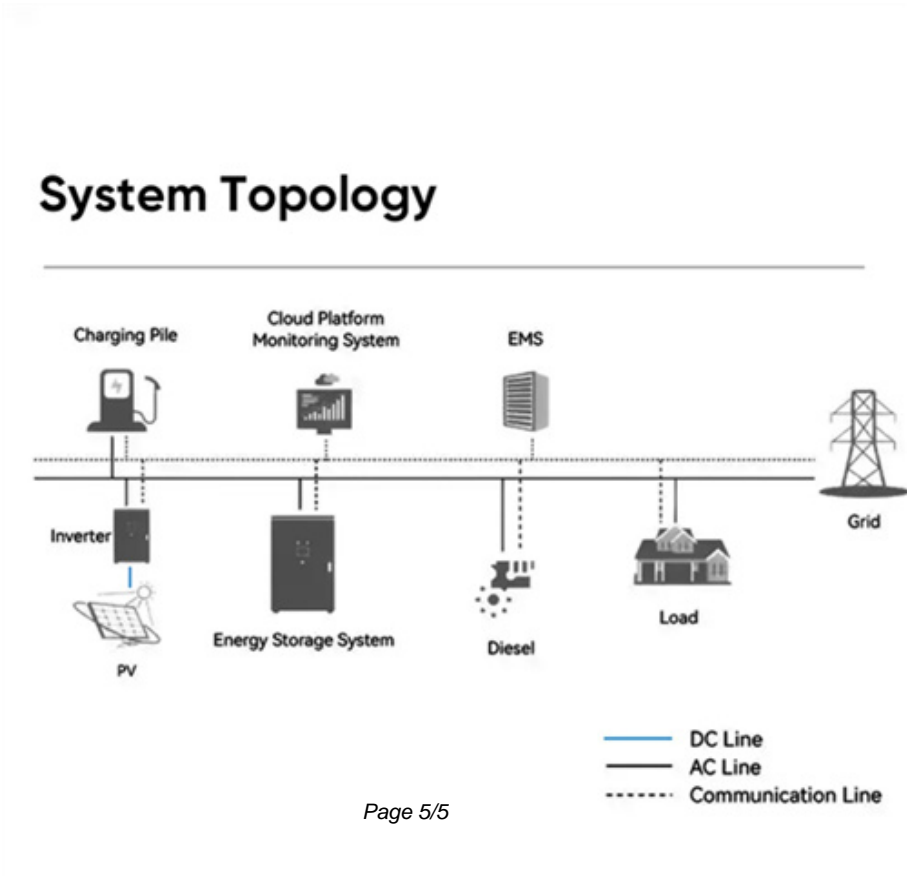 System Topology
Charging Pile
Cloud Platform
Monitoring System
EMS
Grid
Inverter
Load
Energy Storage System
Diesel
PV
DC Line
AC Line
Communication Line
Page 5/5